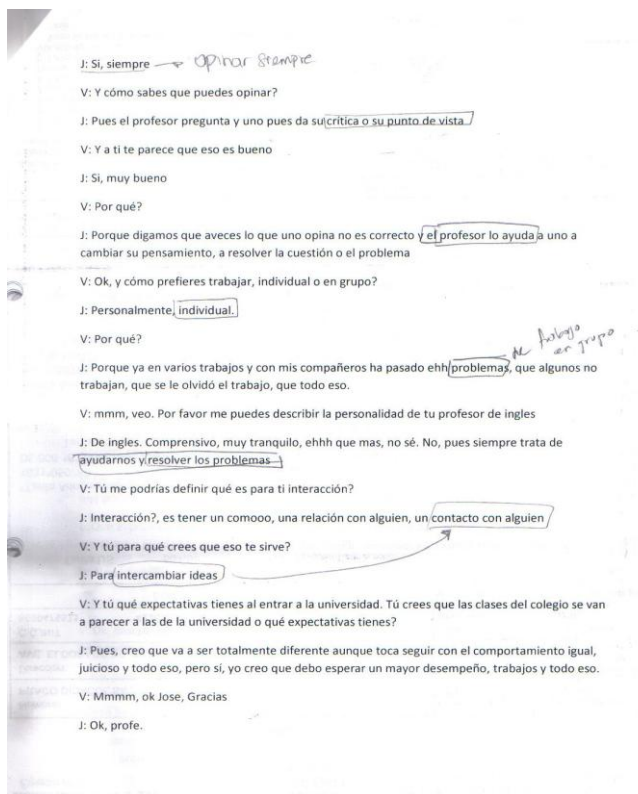 J: Si, siempre → opinar siempre
V: Y cómo sabes que puedes opinar?
J: Pues el profesor pregunta y uno pues da su critica o su punto de vista
V: Y a ti te parece que eso es bueno
J: Si, muy bueno
V: Por qué?
J: Porque digamos que aveces lo que uno opina no es correcto y el profesor lo ayuda a uno a
cambiar su pensamiento, a resolver la cuestión o el problema
V: Ok, y cómo prefieres trabajar, individual o en grupo?
J: Personalmente, individual.
V: Por qué?
de trabajo
en grupo
J: Porque ya en varios trabajos y con mis compañeros ha pasado ehh problemas, que algunos no
trabajan, que se le olvidó el trabajo, que todo eso.
V: mmm, veo. Por favor me puedes describir la personalidad de tu profesor de ingles
J: De ingles. Comprensivo, muy tranquilo, ehhh que mas, no sé. No, pues siempre trata de
ayudarnos y resolver los problemas
V: Tú me podrías definir qué es para ti interacción?
J: Interacción?, es tener un comooo, una relación con alguien, un contacto con alguien
V: Y tú para qué crees que eso te sirve?
J: Para intercambiar ideas
V: Y tú qué expectativas tienes al entrar a la universidad. Tú crees que las clases del colegio se van
a parecer a las de la universidad o qué expectativas tienes?
J: Pues, creo que va a ser totalmente diferente aunque toca seguir con el comportamiento igual,
juicioso y todo eso, pero sí, yo creo que debo esperar un mayor desempeño, trabajos y todo eso.
V: Mmmm, ok Jose, Gracias
J: Ok, profe.